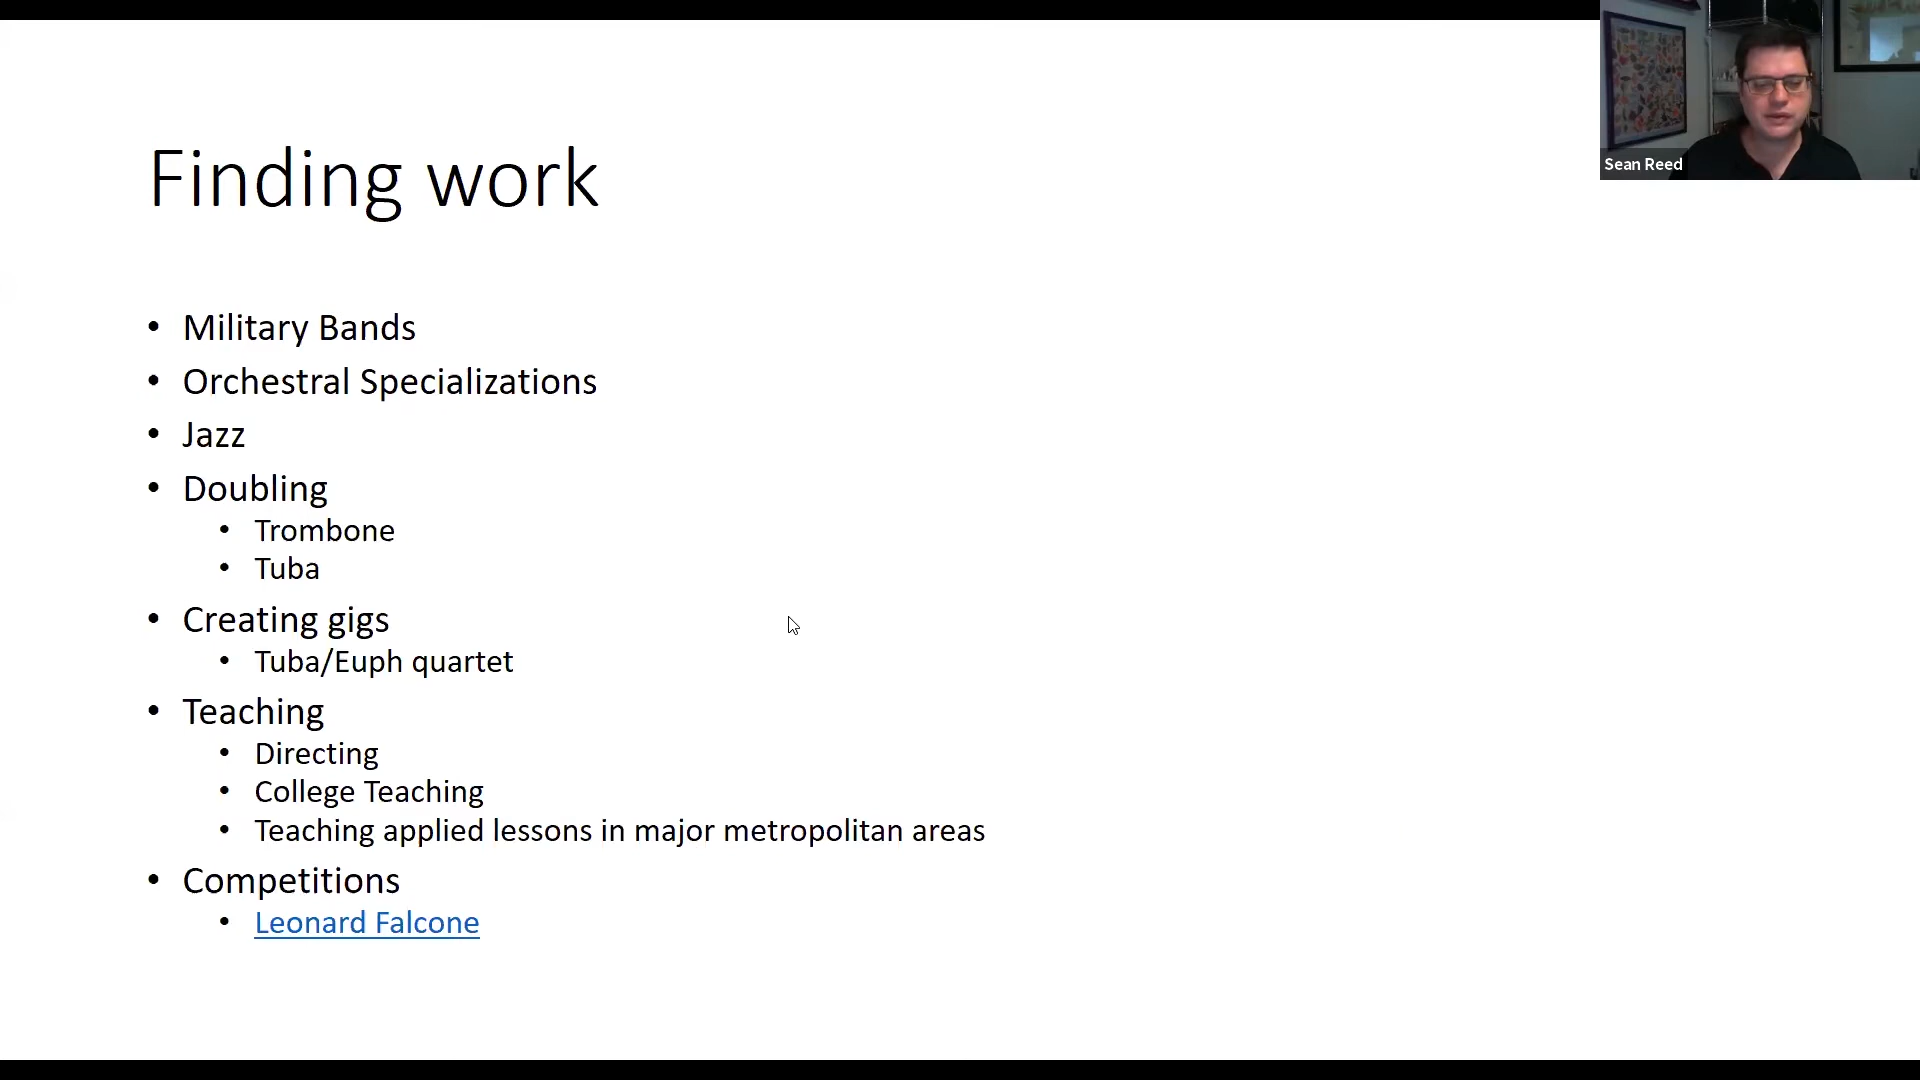 Finding work
• Military Bands
• Orchestral Specializations
• Jazz
• Doubling
• Trombone
• Tuba
• Creating gigs
• Tuba/Euph quartet
• Teaching
• Directing
• College Teaching
• Teaching applied lessons in major metropolitan areas
• Competitions
• Leonard Falcone
Sean Reed